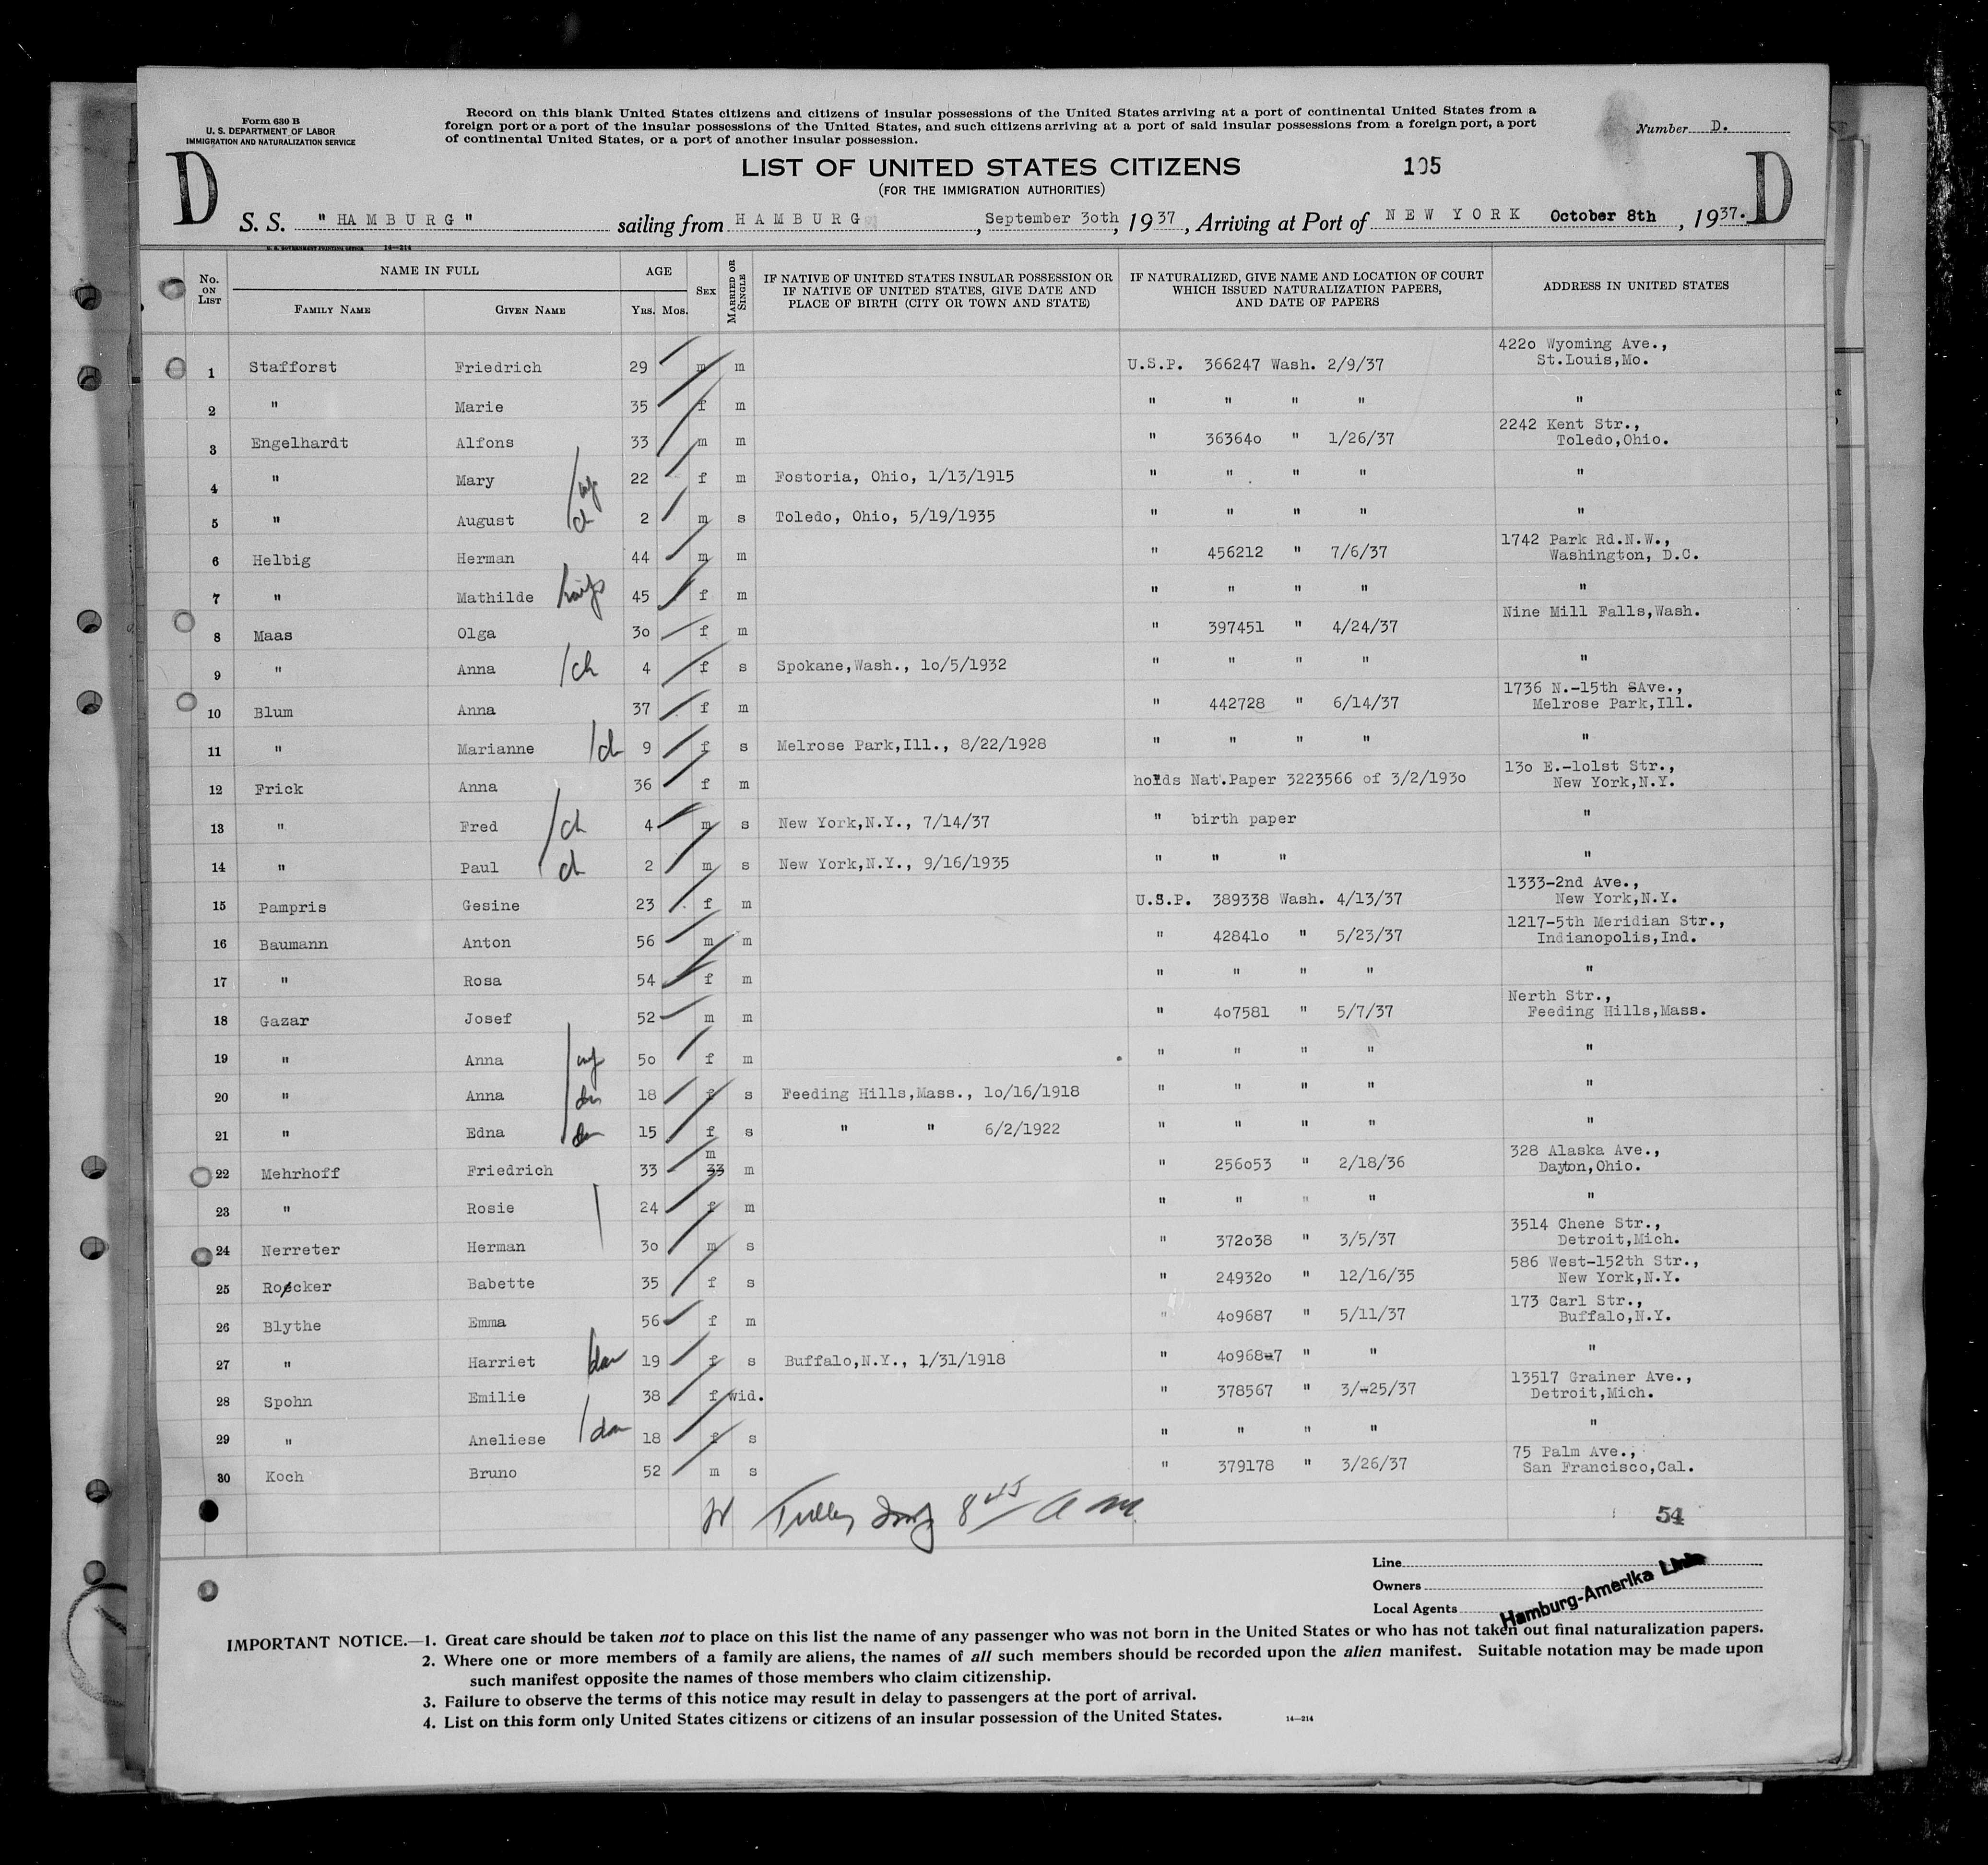 Form 630 B
U. S. DEPARTMENT OF LABOR
IMMIGRATION AND NATURALIZATION SERVICE
Record on this blank United States citizens and citizens of insular possessions of the United States arriving at a port of continental United States from a
foreign port or a port of the insular possessions of the United States, and such citizens arriving at a port of said insular possessions from a foreign port, a port
of continental United States, or a port of another insular possession.
Number D.
D LIST OF UNITED STATES CITIZENS 105 D
(FOR THE IMMIGRATION AUTHORITIES)
S. S. "HAMBURG" sailing from HAMBURG, September 30th, 1937, Arriving at Port of NEW YORK October 8th, 1937.
U. S. GOVERNMENT PRINTING OFFICE 14—214
No. ON LIST
NAME IN FULL
FAMILY NAME
GIVEN NAME
AGE
YRS. MOS.
SEX
MARRIED OR SINGLE
IF NATIVE OF UNITED STATES INSULAR POSSESSION OR
IF NATIVE OF UNITED STATES, GIVE DATE AND
PLACE OF BIRTH (CITY OR TOWN AND STATE)
IF NATURALIZED, GIVE NAME AND LOCATION OF COURT
WHICH ISSUED NATURALIZATION PAPERS,
AND DATE OF PAPERS
ADDRESS IN UNITED STATES
1 Stafforst Friedrich 29 m m U.S.P. 366247 Wash. 2/9/37 4220 Wyoming Ave., St.Louis,Mo.
2 " Marie 35 f m " " " " "
3 Engelhardt Alfons 33 m m " 363640 " 1/26/37 2242 Kent Str., Toledo,Ohio.
4 " Mary 22 f m Fostoria, Ohio, 1/13/1915 " " " " "
5 " August ch 2 m s Toledo, Ohio, 5/19/1935 " " " " "
6 Helbig Herman 44 m m " 456212 " 7/6/37 1742 Park Rd.N.W., Washington, D.C.
7 " Mathilde 45 f m " " " " "
8 Maas Olga 30 f m " 397451 " 4/24/37 Nine Mill Falls,Wash.
9 " Anna ch 4 f s Spokane,Wash., 10/5/1932 " " " " "
10 Blum Anna 37 f m " 442728 " 6/14/37 1736 N.-15th SAve., Melrose Park,Ill.
11 " Marianne ch 9 f s Melrose Park,Ill., 8/22/1928 " " " " "
12 Frick Anna 36 f m holds Nat.Paper 3223566 of 3/2/1930 130 E.-101st Str., New York,N.Y.
13 " Fred ch 4 m s New York,N.Y., 7/14/37 " birth paper "
14 " Paul ch 2 m s New York,N.Y., 9/16/1935 " " " "
15 Pampris Gesine 23 f m U.S.P. 389338 Wash. 4/13/37 1333-2nd Ave., New York,N.Y.
16 Baumann Anton 56 m m " 428410 " 5/23/37 1217-5th Meridian Str., Indianopolis,Ind.
17 " Rosa 54 f m " " " " "
18 Gazar Josef 52 m m " 407581 " 5/7/37 Nerth Str., Feeding Hills,Mass.
19 " Anna 50 f m " " " " "
20 " Anna 18 f s Feeding Hills,Mass., 10/16/1918 " " " " "
21 " Edna 15 f s " " 6/2/1922 " " " " "
22 Mehrhoff Friedrich 33 m 33 m " 256053 " 2/18/36 328 Alaska Ave., Dayton,Ohio.
23 " Rosie 24 f m " " " " "
24 Nerreter Herman 30 m s " 372038 " 3/5/37 3514 Chene Str., Detroit,Mich.
25 Roecker Babette 35 f s " 249320 " 12/16/35 586 West-152th Str., New York,N.Y.
26 Blythe Emma 56 f m " 409687 " 5/11/37 173 Carl Str., Buffalo,N.Y.
27 " Harriet dau 19 f s Buffalo,N.Y., 1/31/1918 " 409687 " " "
28 Spohn Emilie 38 f wid. " 378567 " 3/25/37 13517 Grainer Ave., Detroit,Mich.
29 " Aneliese dau 18 f s " " " " "
30 Koch Bruno 52 m s " 379178 " 3/26/37 75 Palm Ave., San Francisco,Cal.
8 45 A M
54
Line
Owners
Local Agents
Hamburg-Amerika Linie
IMPORTANT NOTICE.—1. Great care should be taken not to place on this list the name of any passenger who was not born in the United States or who has not taken out final naturalization papers.
2. Where one or more members of a family are aliens, the names of all such members should be recorded upon the alien manifest. Suitable notation may be made upon
such manifest opposite the names of those members who claim citizenship.
3. Failure to observe the terms of this notice may result in delay to passengers at the port of arrival.
4. List on this form only United States citizens or citizens of an insular possession of the United States. 14—214